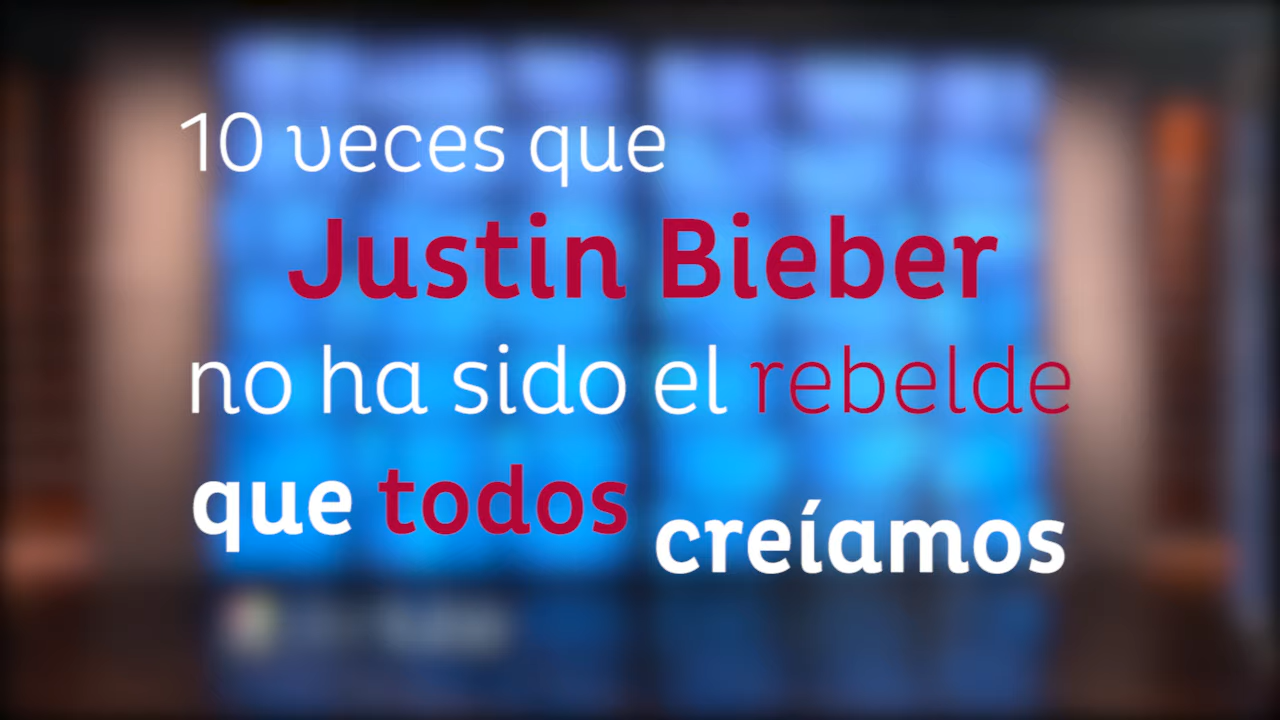 10 veces que
Justin Bieber
no ha sido el rebelde
que todos creíamos